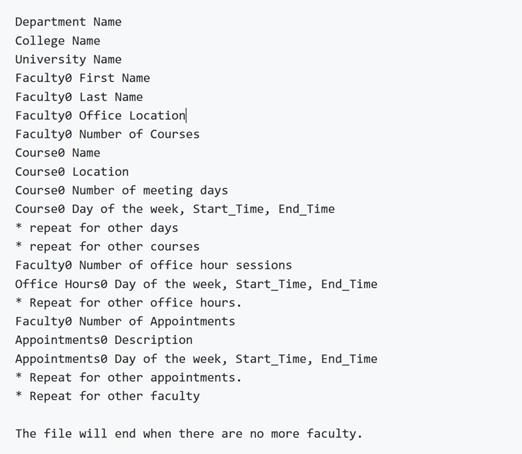 Department Name
College Name
University Name
Faculty0 First Name
Faculty0 Last Name
Faculty0 Office Location
Faculty0 Number of Courses
Course0 Name
Course0 Location
Course0 Number of meeting days
Course0 Day of the week, Start_Time, End_Time
* repeat for other days
* repeat for other courses
Faculty0 Number of office hour sessions
Office Hours0 Day of the week, Start_Time, End_Time
* Repeat for other office hours.
Faculty0 Number of Appointments
Appointments0 Description
Appointments0 Day of the week, Start_Time, End_Time
* Repeat for other appointments.
* Repeat for other faculty
The file will end when there are no more faculty.